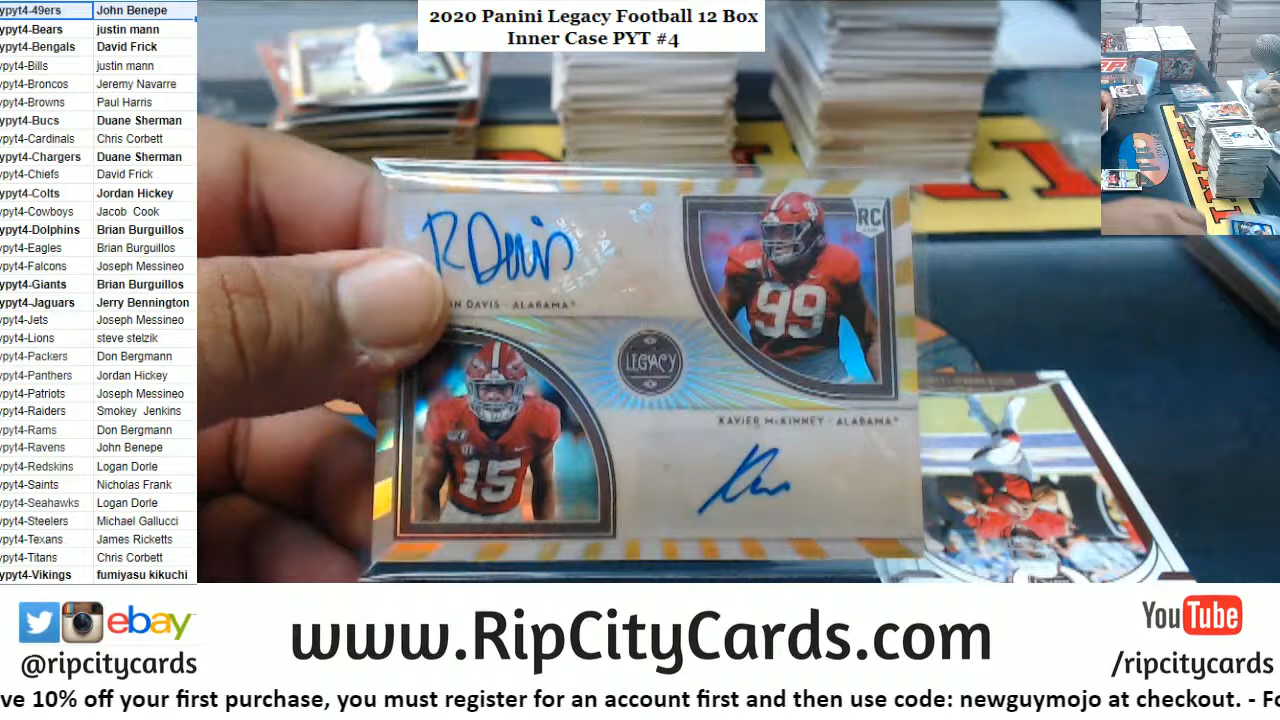 2020 Panini Legacy Football 12 Box
Inner Case PYT #4
ypyt4-49ers John Benepe
ypyt4-Bears justin mann
ypyt4-Bengals David Frick
ypyt4-Bills justin mann
ypyt4-Broncos Jeremy Navarre
ypyt4-Browns Paul Harris
ypyt4-Bucs Duane Sherman
ypyt4-Cardinals Chris Corbett
ypyt4-Chargers Duane Sherman
ypyt4-Chiefs David Frick
ypyt4-Colts Jordan Hickey
ypyt4-Cowboys Jacob Cook
ypyt4-Dolphins Brian Burguillos
ypyt4-Eagles Brian Burguillos
ypyt4-Falcons Joseph Messineo
ypyt4-Giants Brian Burguillos
ypyt4-Jaguars Jerry Bennington
ypyt4-Jets Joseph Messineo
ypyt4-Lions steve stelzik
ypyt4-Packers Don Bergmann
ypyt4-Panthers Jordan Hickey
ypyt4-Patriots Joseph Messineo
ypyt4-Raiders Smokey Jenkins
ypyt4-Rams Don Bergmann
ypyt4-Ravens John Benepe
ypyt4-Redskins Logan Dorle
ypyt4-Saints Nicholas Frank
ypyt4-Seahawks Logan Dorle
ypyt4-Steelers Michael Gallucci
ypyt4-Texans James Ricketts
ypyt4-Titans Chris Corbett
ypyt4-Vikings fumiyasu kikuchi
R Davis
RC
99
ON DAVIS - ALABAMA
LEGACY
15
XAVIER McKINNEY - ALABAMA
ebay
@ripcitycards
www.RipCityCards.com
YouTube
/ripcitycards
ve 10% off your first purchase, you must register for an account first and then use code: newguymojo at checkout. - Fo